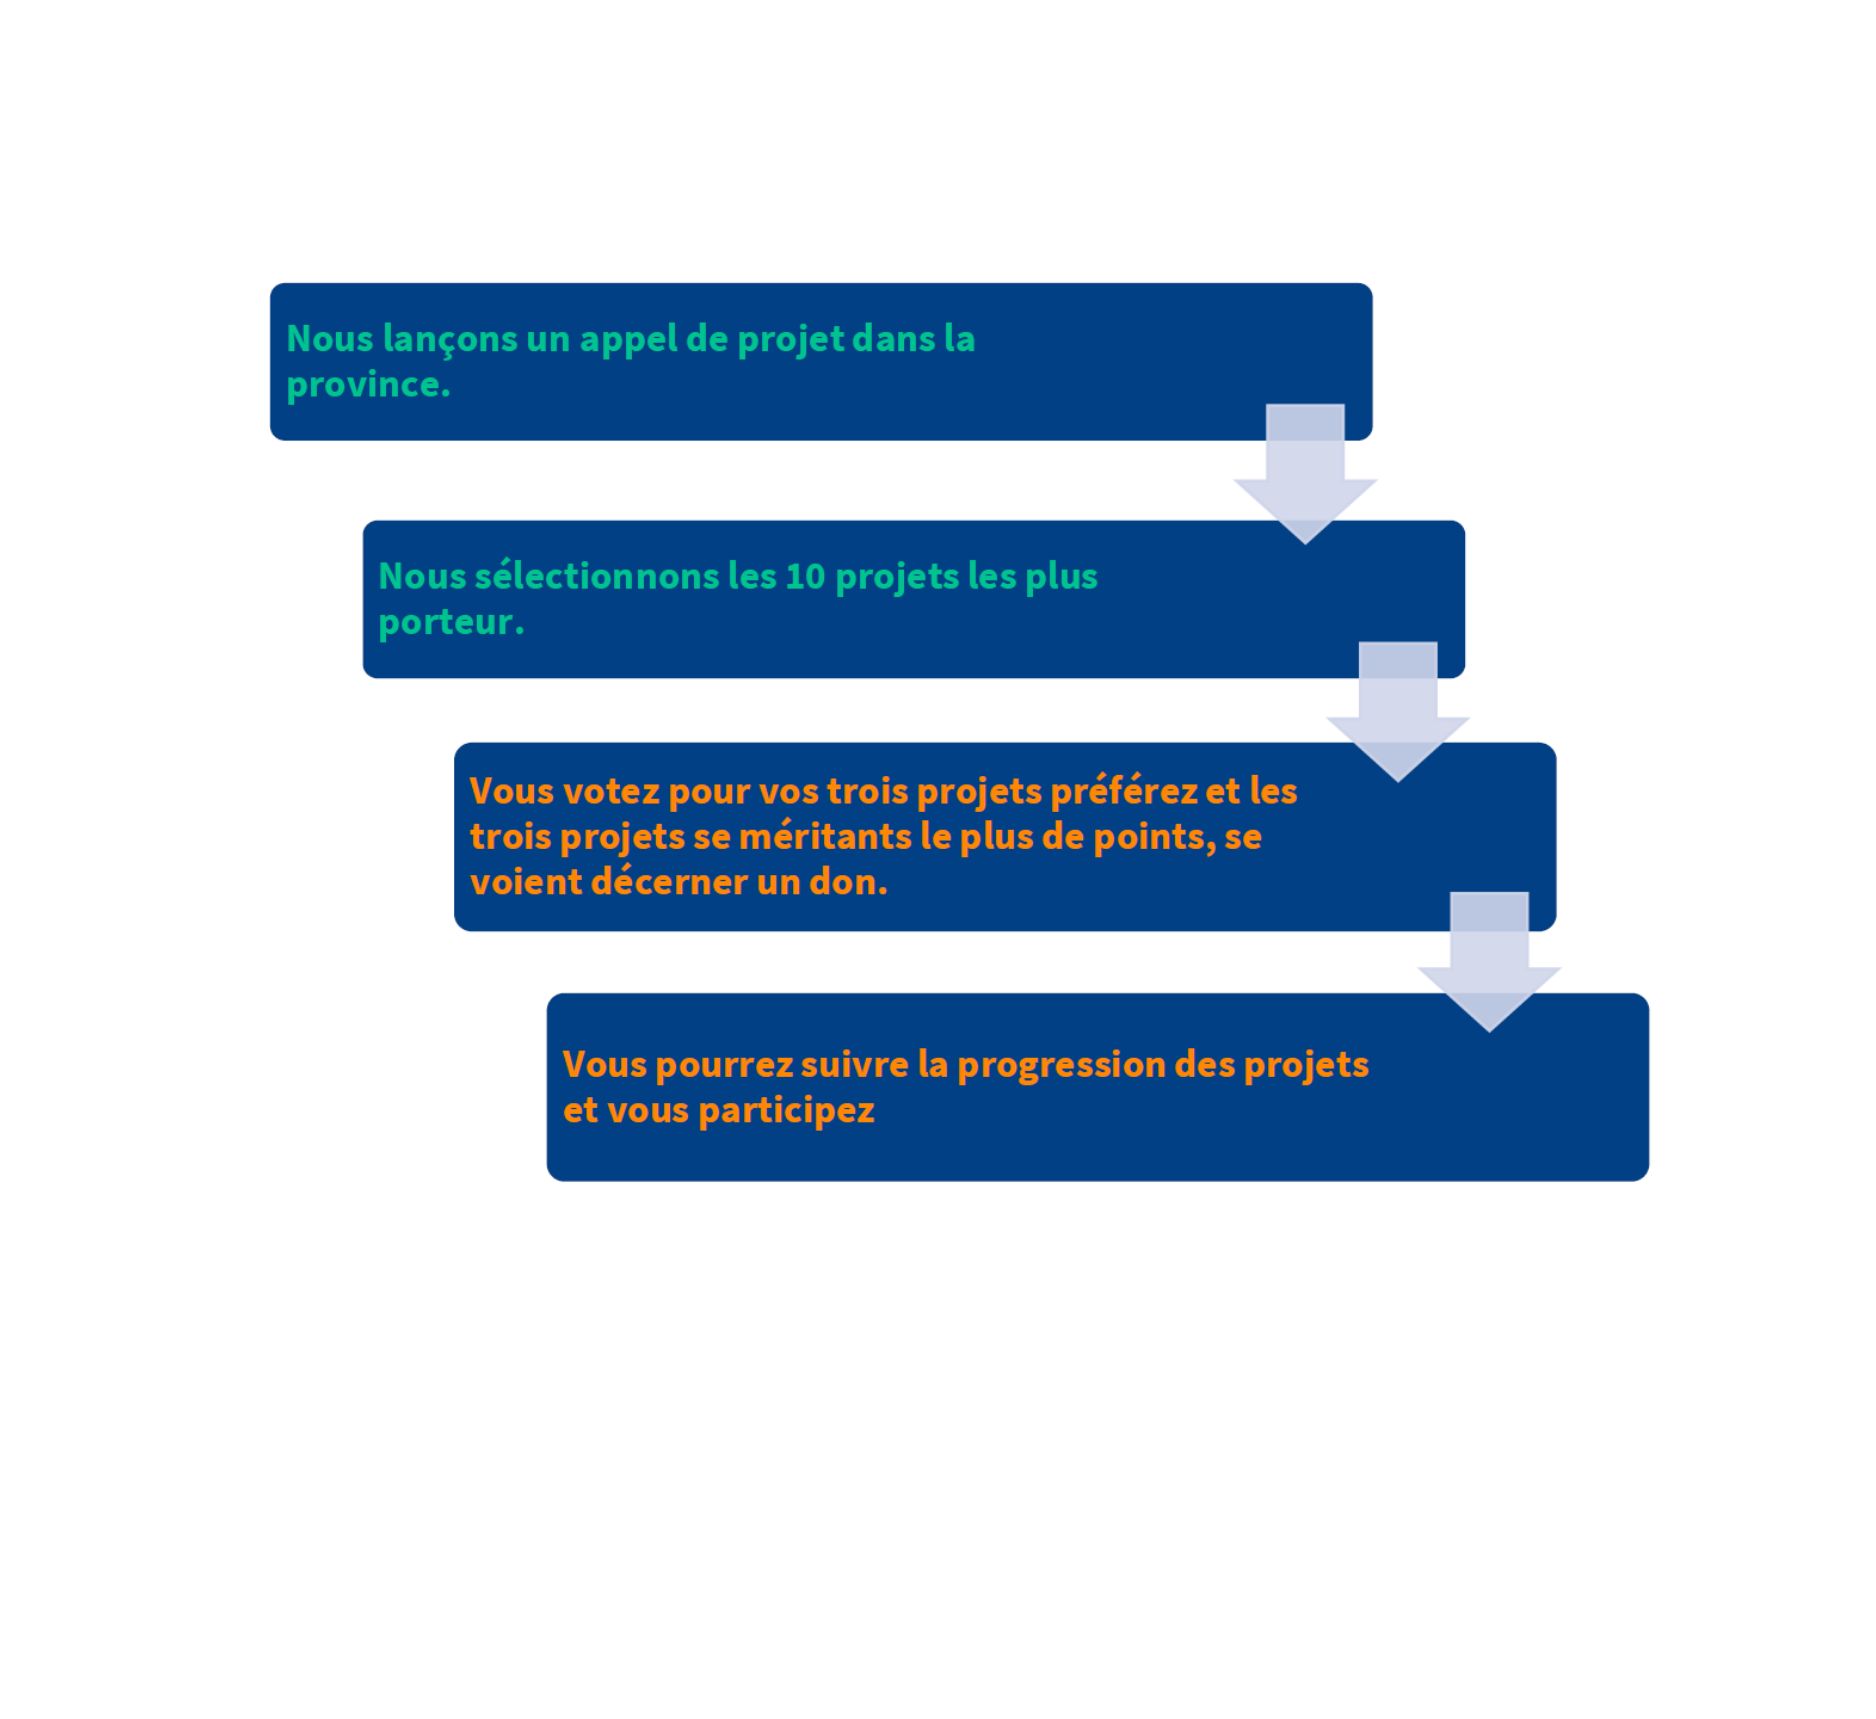 Nous lançons un appel de projet dans la
province.
Nous sélectionnons les 10 projets les plus
porteur.
Vous votez pour vos trois projets préférez et les
trois projets se méritants le plus de points, se
voient décerner un don.
Vous pourrez suivre la progression des projets
et vous participez